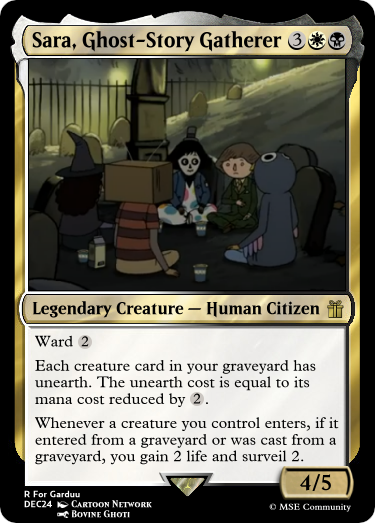 Sara, Ghost-Story Gatherer 3
Legendary Creature — Human Citizen
Ward 2
Each creature card in your graveyard has
unearth. The unearth cost is equal to its
mana cost reduced by 2.
Whenever a creature you control enters, if it
entered from a graveyard or was cast from a
graveyard, you gain 2 life and surveil 2.
4/5
R For Garduu
DEC24 Cartoon Network
Bovine Ghoti
© MSE Community